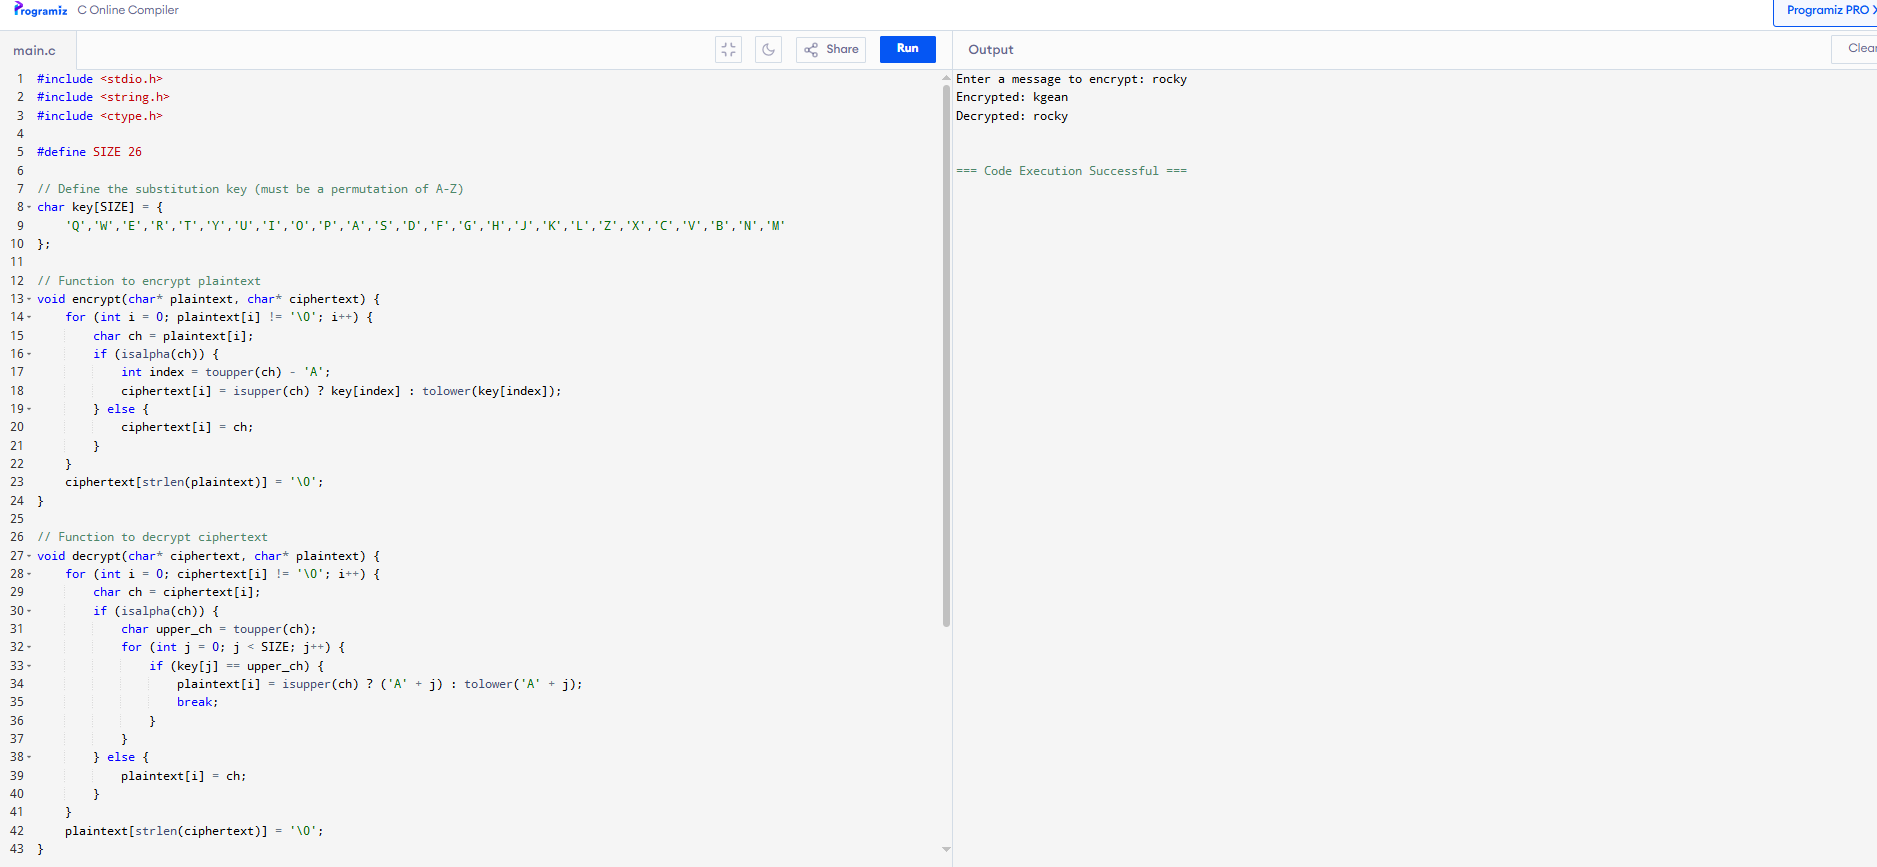 Programiz C Online Compiler
Programiz PRO
main.c
Share
Run
Output
Clear
1 #include <stdio.h>
2 #include <string.h>
3 #include <ctype.h>
4
5 #define SIZE 26
6
7 // Define the substitution key (must be a permutation of A-Z)
8 char key[SIZE] = {
9     'Q','W','E','R','T','Y','U','I','O','P','A','S','D','F','G','H','J','K','L','Z','X','C','V','B','N','M'
10 };
11
12 // Function to encrypt plaintext
13 void encrypt(char* plaintext, char* ciphertext) {
14     for (int i = 0; plaintext[i] != '\0'; i++) {
15         char ch = plaintext[i];
16         if (isalpha(ch)) {
17             int index = toupper(ch) - 'A';
18             ciphertext[i] = isupper(ch) ? key[index] : tolower(key[index]);
19         } else {
20             ciphertext[i] = ch;
21         }
22     }
23     ciphertext[strlen(plaintext)] = '\0';
24 }
25
26 // Function to decrypt ciphertext
27 void decrypt(char* ciphertext, char* plaintext) {
28     for (int i = 0; ciphertext[i] != '\0'; i++) {
29         char ch = ciphertext[i];
30         if (isalpha(ch)) {
31             char upper_ch = toupper(ch);
32             for (int j = 0; j < SIZE; j++) {
33                 if (key[j] == upper_ch) {
34                     plaintext[i] = isupper(ch) ? ('A' + j) : tolower('A' + j);
35                     break;
36                 }
37             }
38         } else {
39             plaintext[i] = ch;
40         }
41     }
42     plaintext[strlen(ciphertext)] = '\0';
43 }
Enter a message to encrypt: rocky
Encrypted: kgean
Decrypted: rocky
=== Code Execution Successful ===